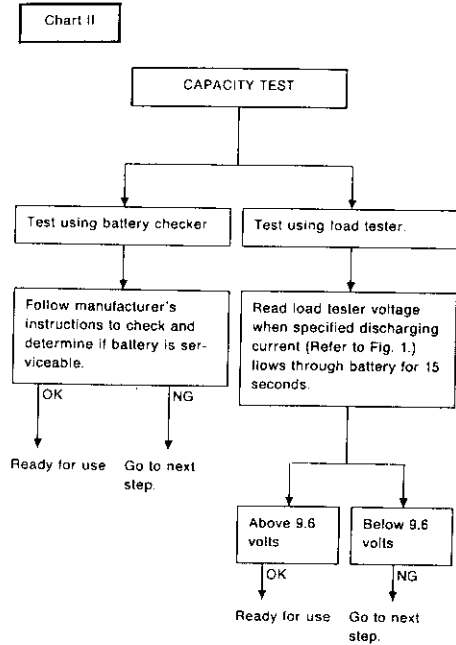 Chart II
CAPACITY TEST
Test using battery checker
Test using load tester.
Follow manufacturer's
instructions to check and
determine if battery is ser-
viceable.
Read load tester voltage
when specified discharging
current (Refer to Fig. 1.)
flows through battery for 15
seconds.
OK
NG
Ready for use
Go to next
step.
Above 9.6
volts
Below 9.6
volts
OK
NG
Ready for use
Go to next
step.